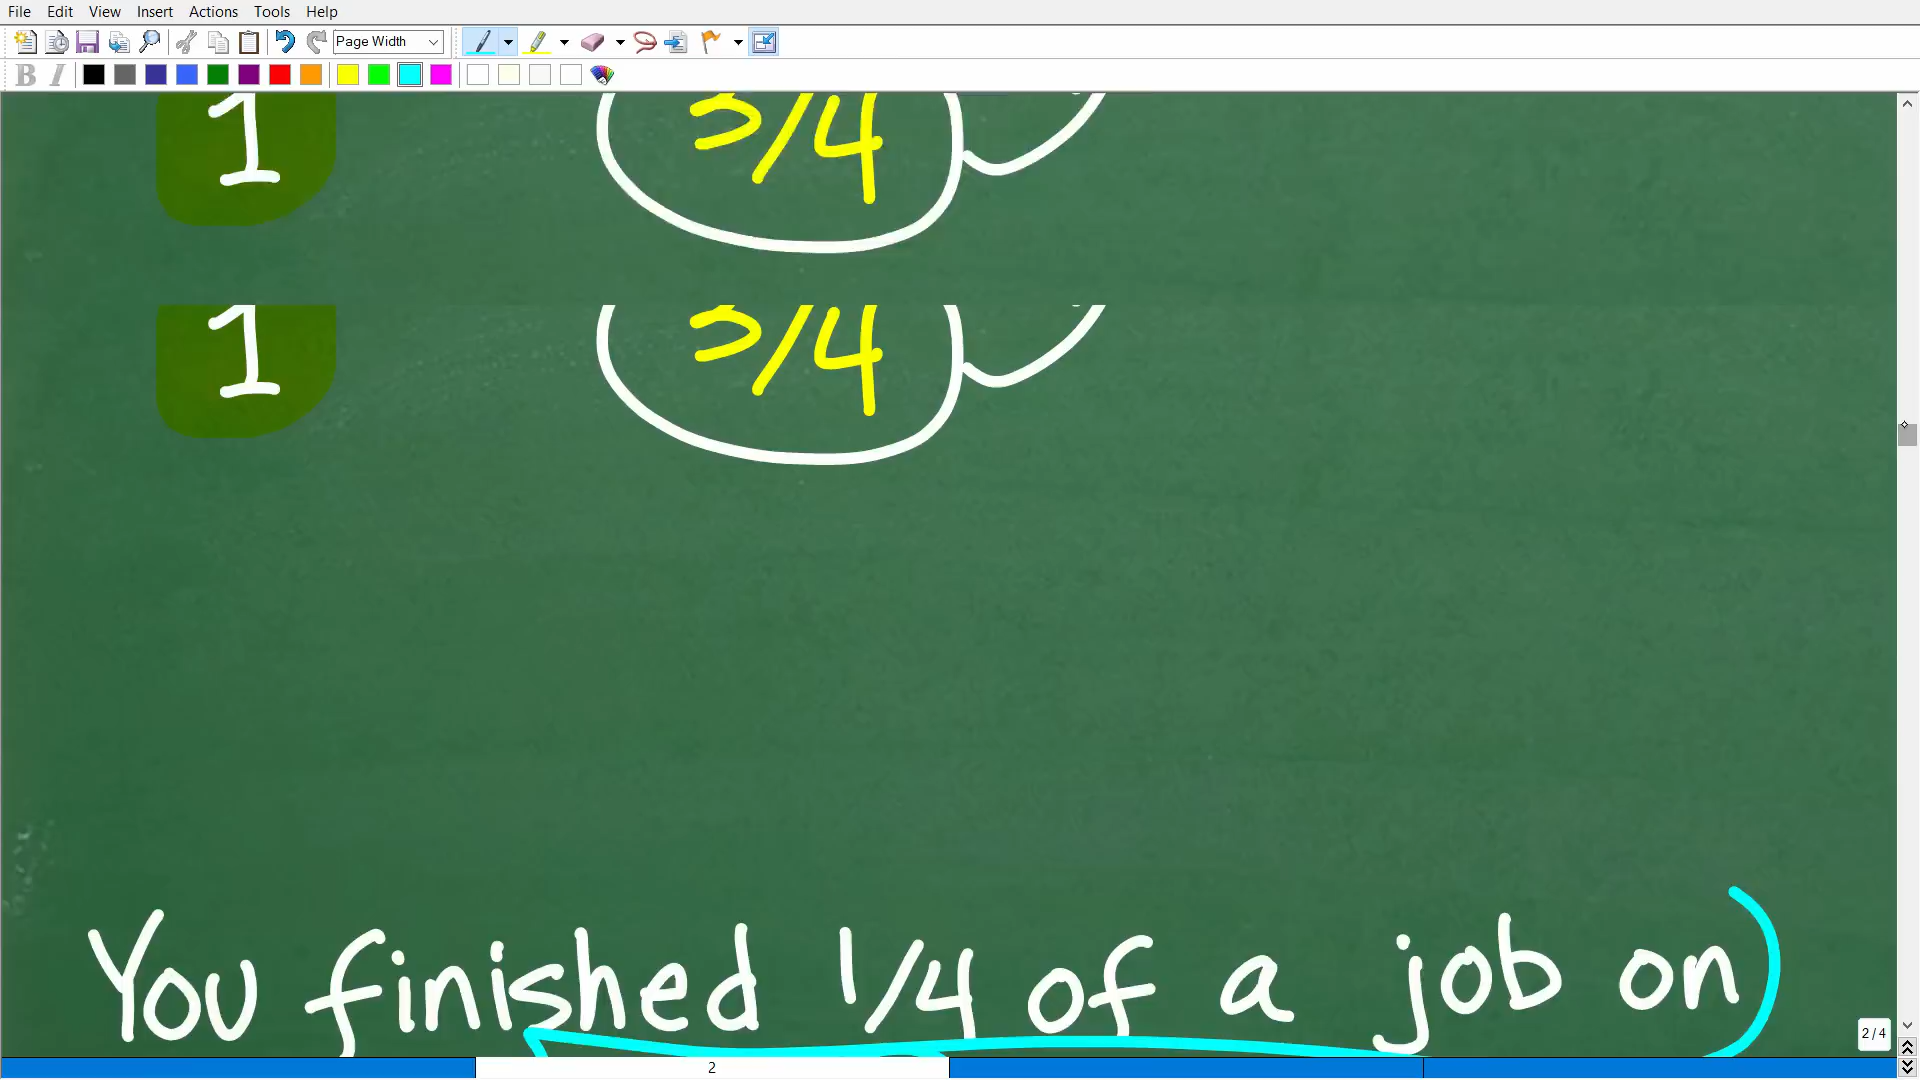 File Edit View Insert Actions Tools Help
Page Width
B I
1 3/4
1 3/4
You finished 1/4 of a job on
2/4
2